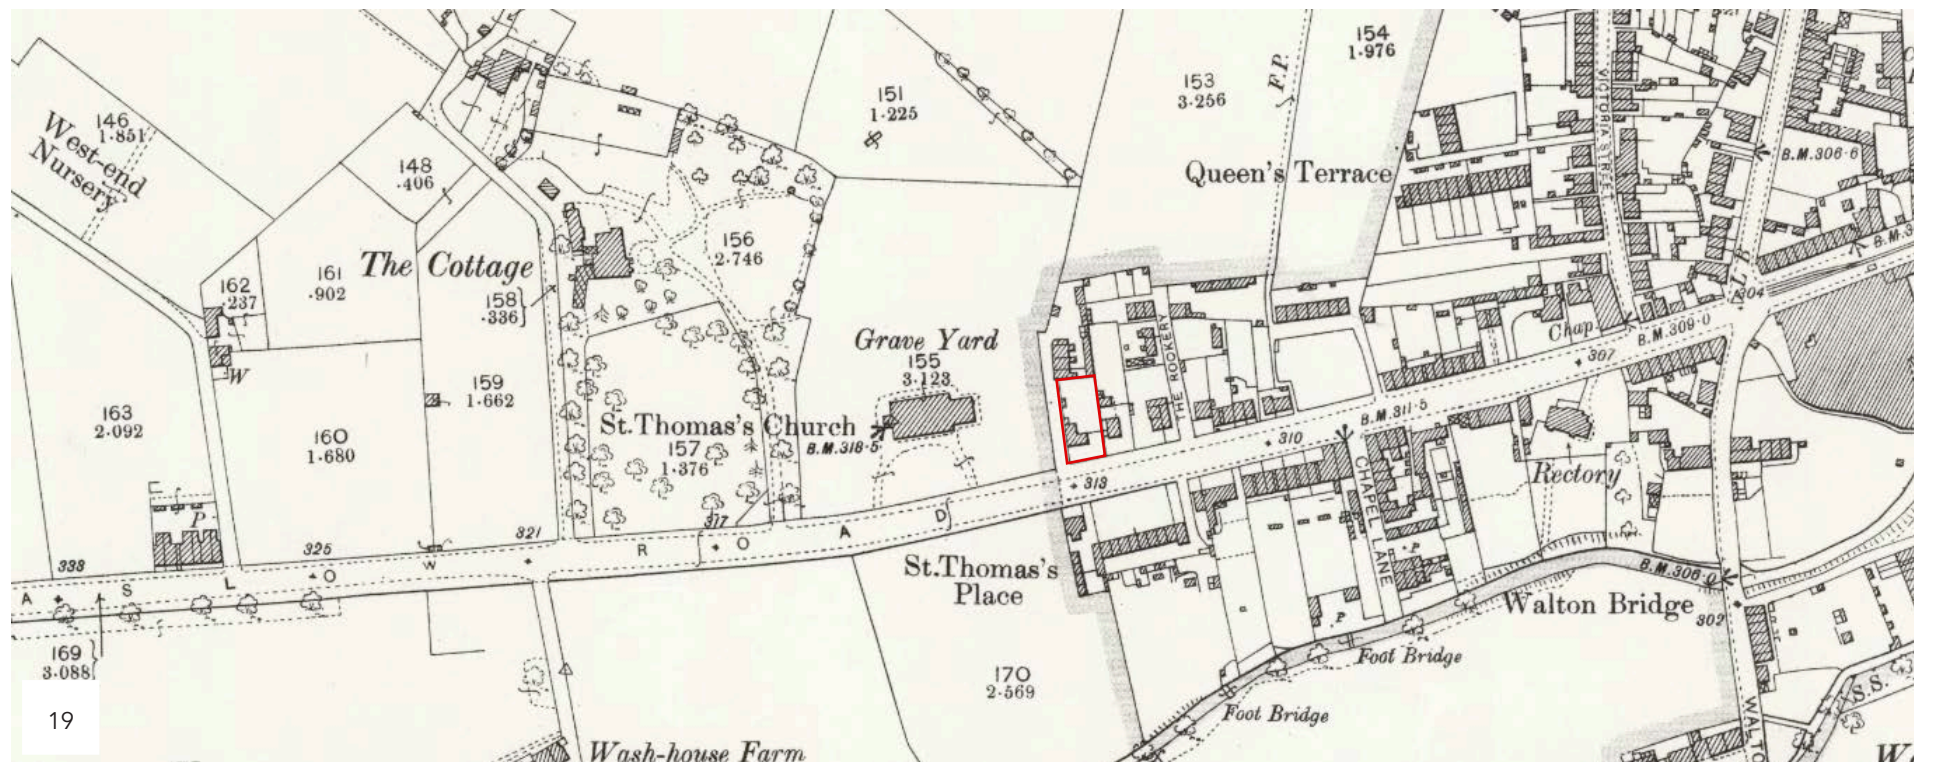 146
1·851
West-end
Nursery
148
·406
151
1·225
153
3·256
F.P.
154
1·976
Queen's Terrace
VICTORIA STREET
B.M.306·6
162
·237
161
·902
The Cottage
158
·336
156
2·746
Grave Yard
155
3·123
THE ROOKERY
Chap.
304
B.M.309·0
307
163
2·092
W
160
1·680
159
1·662
St. Thomas's Church
B.M.318·5
157
1·376
B.M.311·5
310
313
CHAPEL LANE
Rectory
P
338
325
321
317
A S L O W R O A D
St. Thomas's
Place
P
P
B.M.306·0
Walton Bridge
302
Foot Bridge
Foot Bridge
169
3·088
170
2·569
S.S.
WALTO
19
Wash-house Farm
W